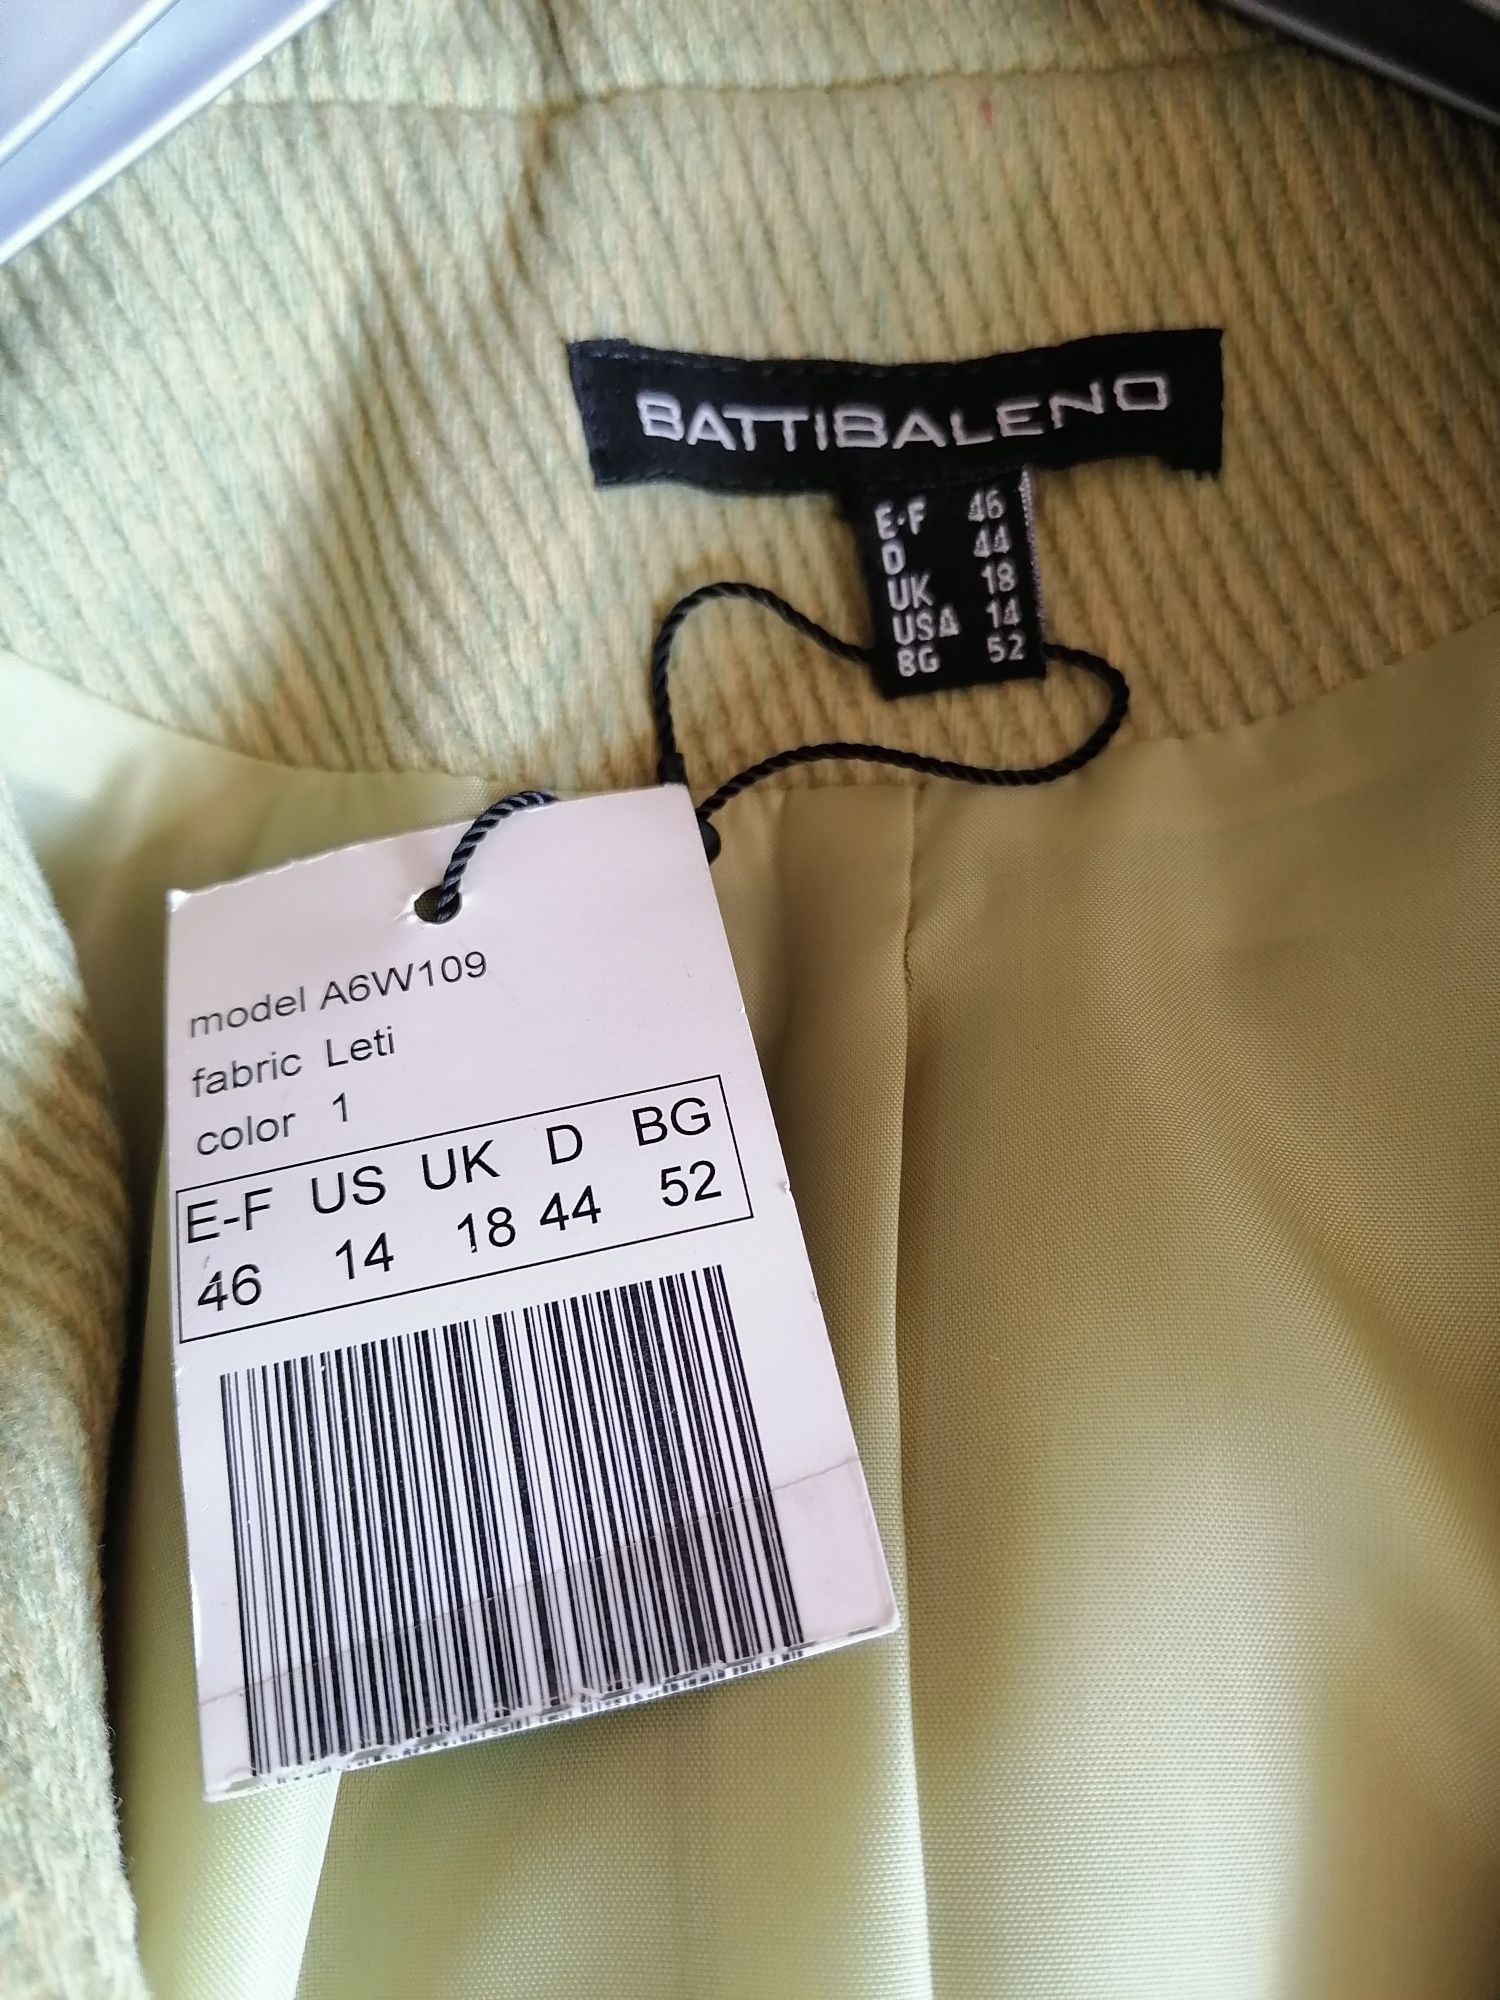 BATTIBALENO
E-F 46
D 44
UK 18
USA 14
BG 52
model A6W109
fabric Leti
color 1
E-F US UK D BG
46 14 18 44 52